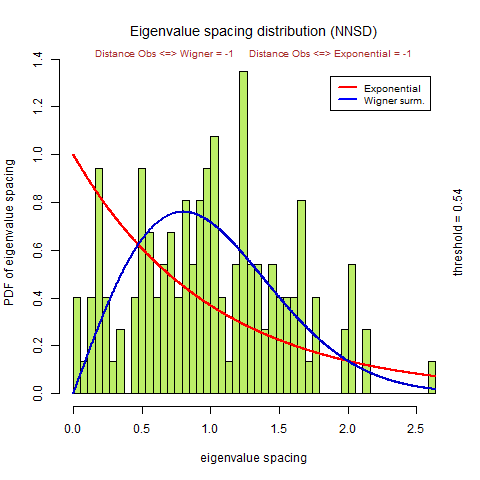 Eigenvalue spacing distribution (NNSD)
Distance Obs <=> Wigner = -1 Distance Obs <=> Exponential = -1
Exponential
Wigner surm.
PDF of eigenvalue spacing
1.4
1.2
1.0
0.8
0.6
0.4
0.2
0.0
threshold = 0.54
0.0 0.5 1.0 1.5 2.0 2.5
eigenvalue spacing